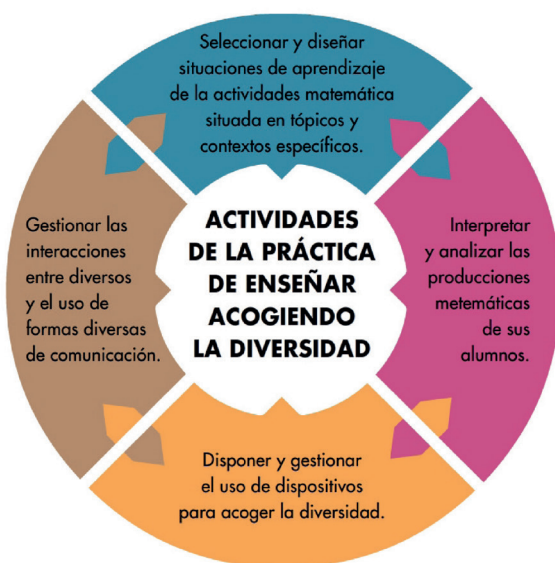 Seleccionar y diseñar
situaciones de aprendizaje
de la actividades matemática
situada en tópicos y
contextos específicos.
Gestionar las
interacciones
entre diversos
y el uso de
formas diversas
de comunicación.
ACTIVIDADES
DE LA PRÁCTICA
DE ENSEÑAR
ACOGIENDO
LA DIVERSIDAD
Interpretar
y analizar las
producciones
metemáticas
de sus
alumnos.
Disponer y gestionar
el uso de dispositivos
para acoger la diversidad.